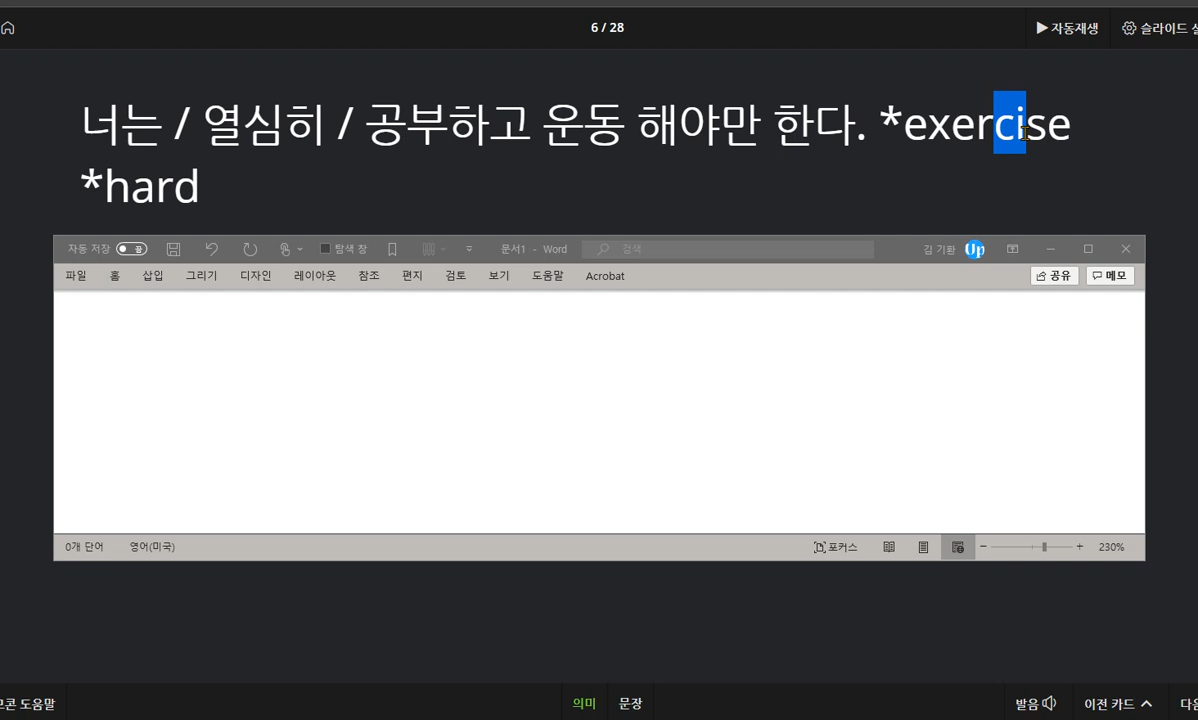 6 / 28
▶ 자동재생
슬라이드
너는 / 열심히 / 공부하고 운동 해야만 한다. *exercise
*hard
자동 저장 끔 탐색 창 문서1 - Word 검색 김 기환 Up
파일 홈 삽입 그리기 디자인 레이아웃 참조 편지 검토 보기 도움말 Acrobat 공유 메모
0개 단어 영어(미국) 포커스 - + 230%
도움말 의미 문장 발음 이전 카드